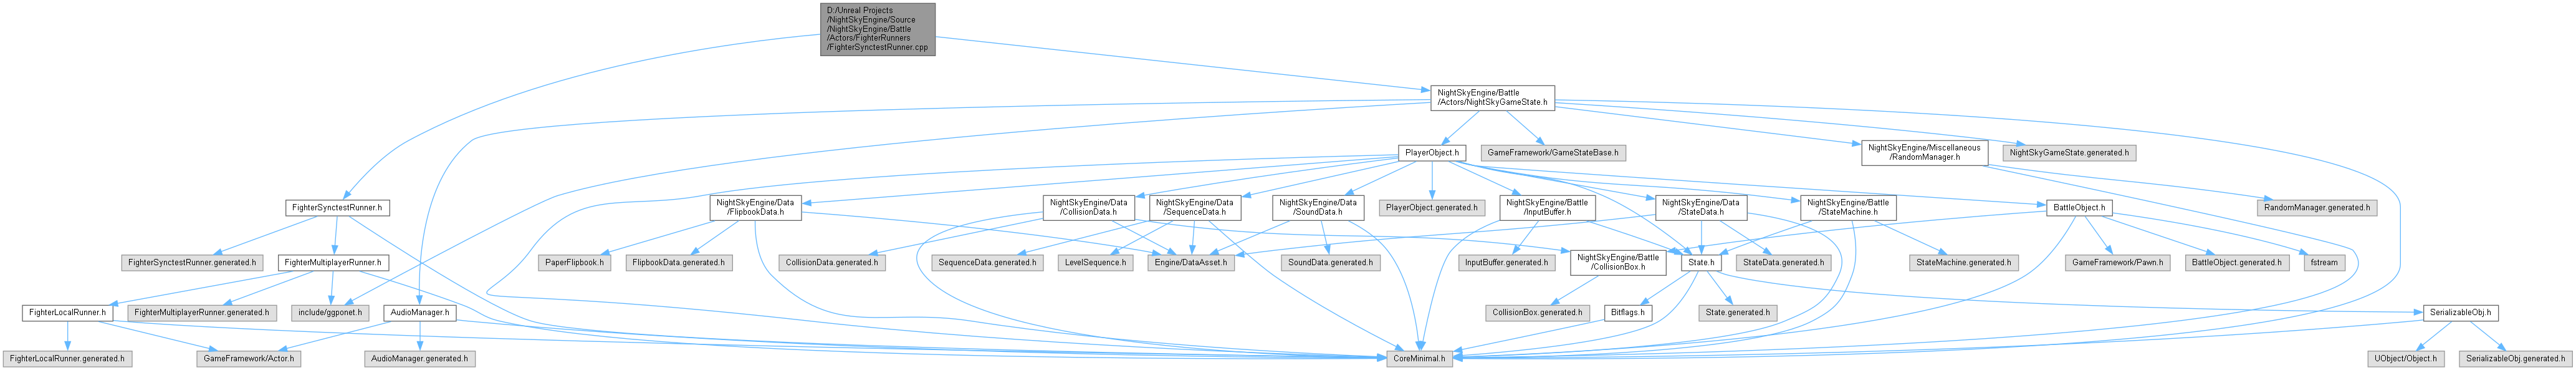 D:/Unreal Projects
/NightSkyEngine/Source
/NightSkyEngine/Battle
/Actors/FighterRunners
/FighterSynctestRunner.cpp
NightSkyEngine/Battle
/Actors/NightSkyGameState.h
PlayerObject.h
GameFramework/GameStateBase.h
NightSkyEngine/Miscellaneous
/RandomManager.h
NightSkyGameState.generated.h
FighterSynctestRunner.h
NightSkyEngine/Data
/FlipbookData.h
NightSkyEngine/Data
/CollisionData.h
NightSkyEngine/Data
/SequenceData.h
NightSkyEngine/Data
/SoundData.h
PlayerObject.generated.h
NightSkyEngine/Battle
/InputBuffer.h
NightSkyEngine/Data
/StateData.h
NightSkyEngine/Battle
/StateMachine.h
BattleObject.h
RandomManager.generated.h
FighterSynctestRunner.generated.h
FighterMultiplayerRunner.h
PaperFlipbook.h
FlipbookData.generated.h
CollisionData.generated.h
SequenceData.generated.h
LevelSequence.h
Engine/DataAsset.h
SoundData.generated.h
InputBuffer.generated.h
NightSkyEngine/Battle
/CollisionBox.h
State.h
StateData.generated.h
StateMachine.generated.h
GameFramework/Pawn.h
BattleObject.generated.h
fstream
FighterLocalRunner.h
FighterMultiplayerRunner.generated.h
include/ggponet.h
AudioManager.h
CollisionBox.generated.h
Bitflags.h
State.generated.h
SerializableObj.h
FighterLocalRunner.generated.h
GameFramework/Actor.h
AudioManager.generated.h
CoreMinimal.h
UObject/Object.h
SerializableObj.generated.h